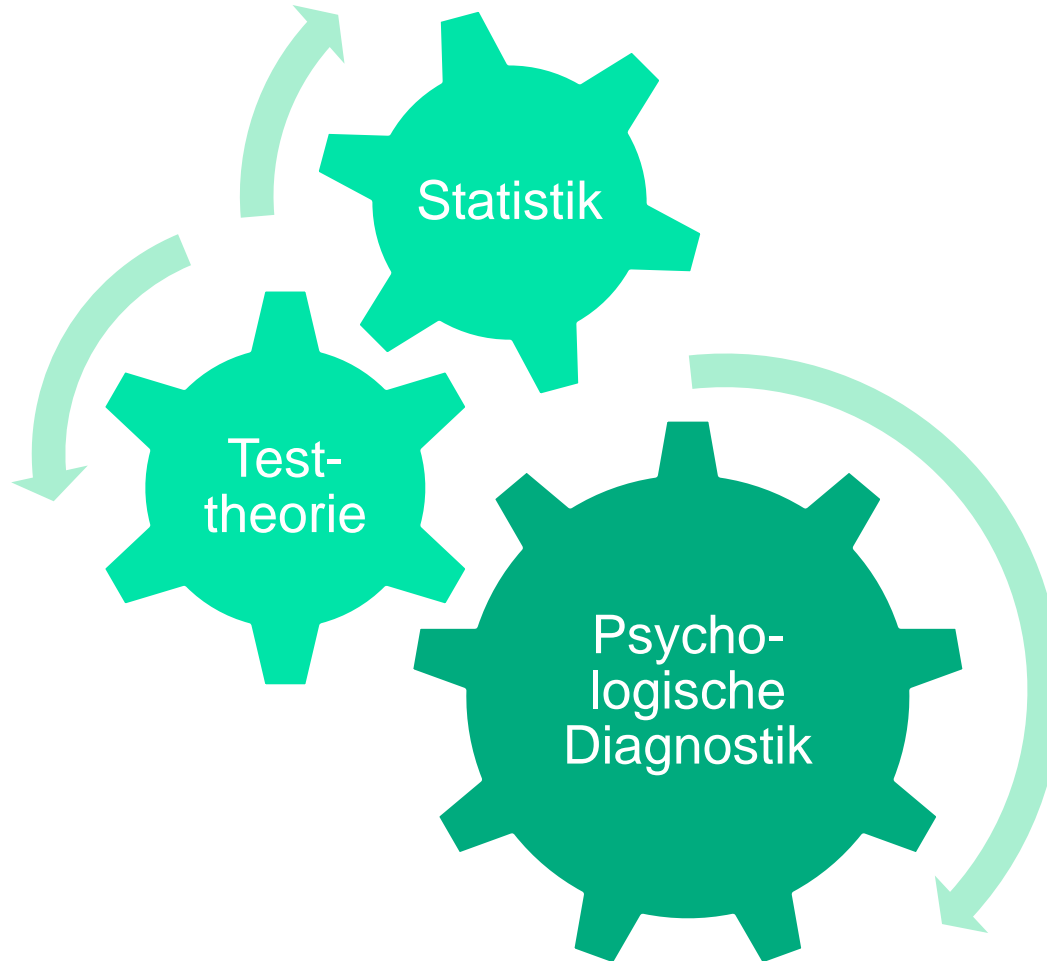 Statistik
Test-
theorie
Psycho-
logische
Diagnostik